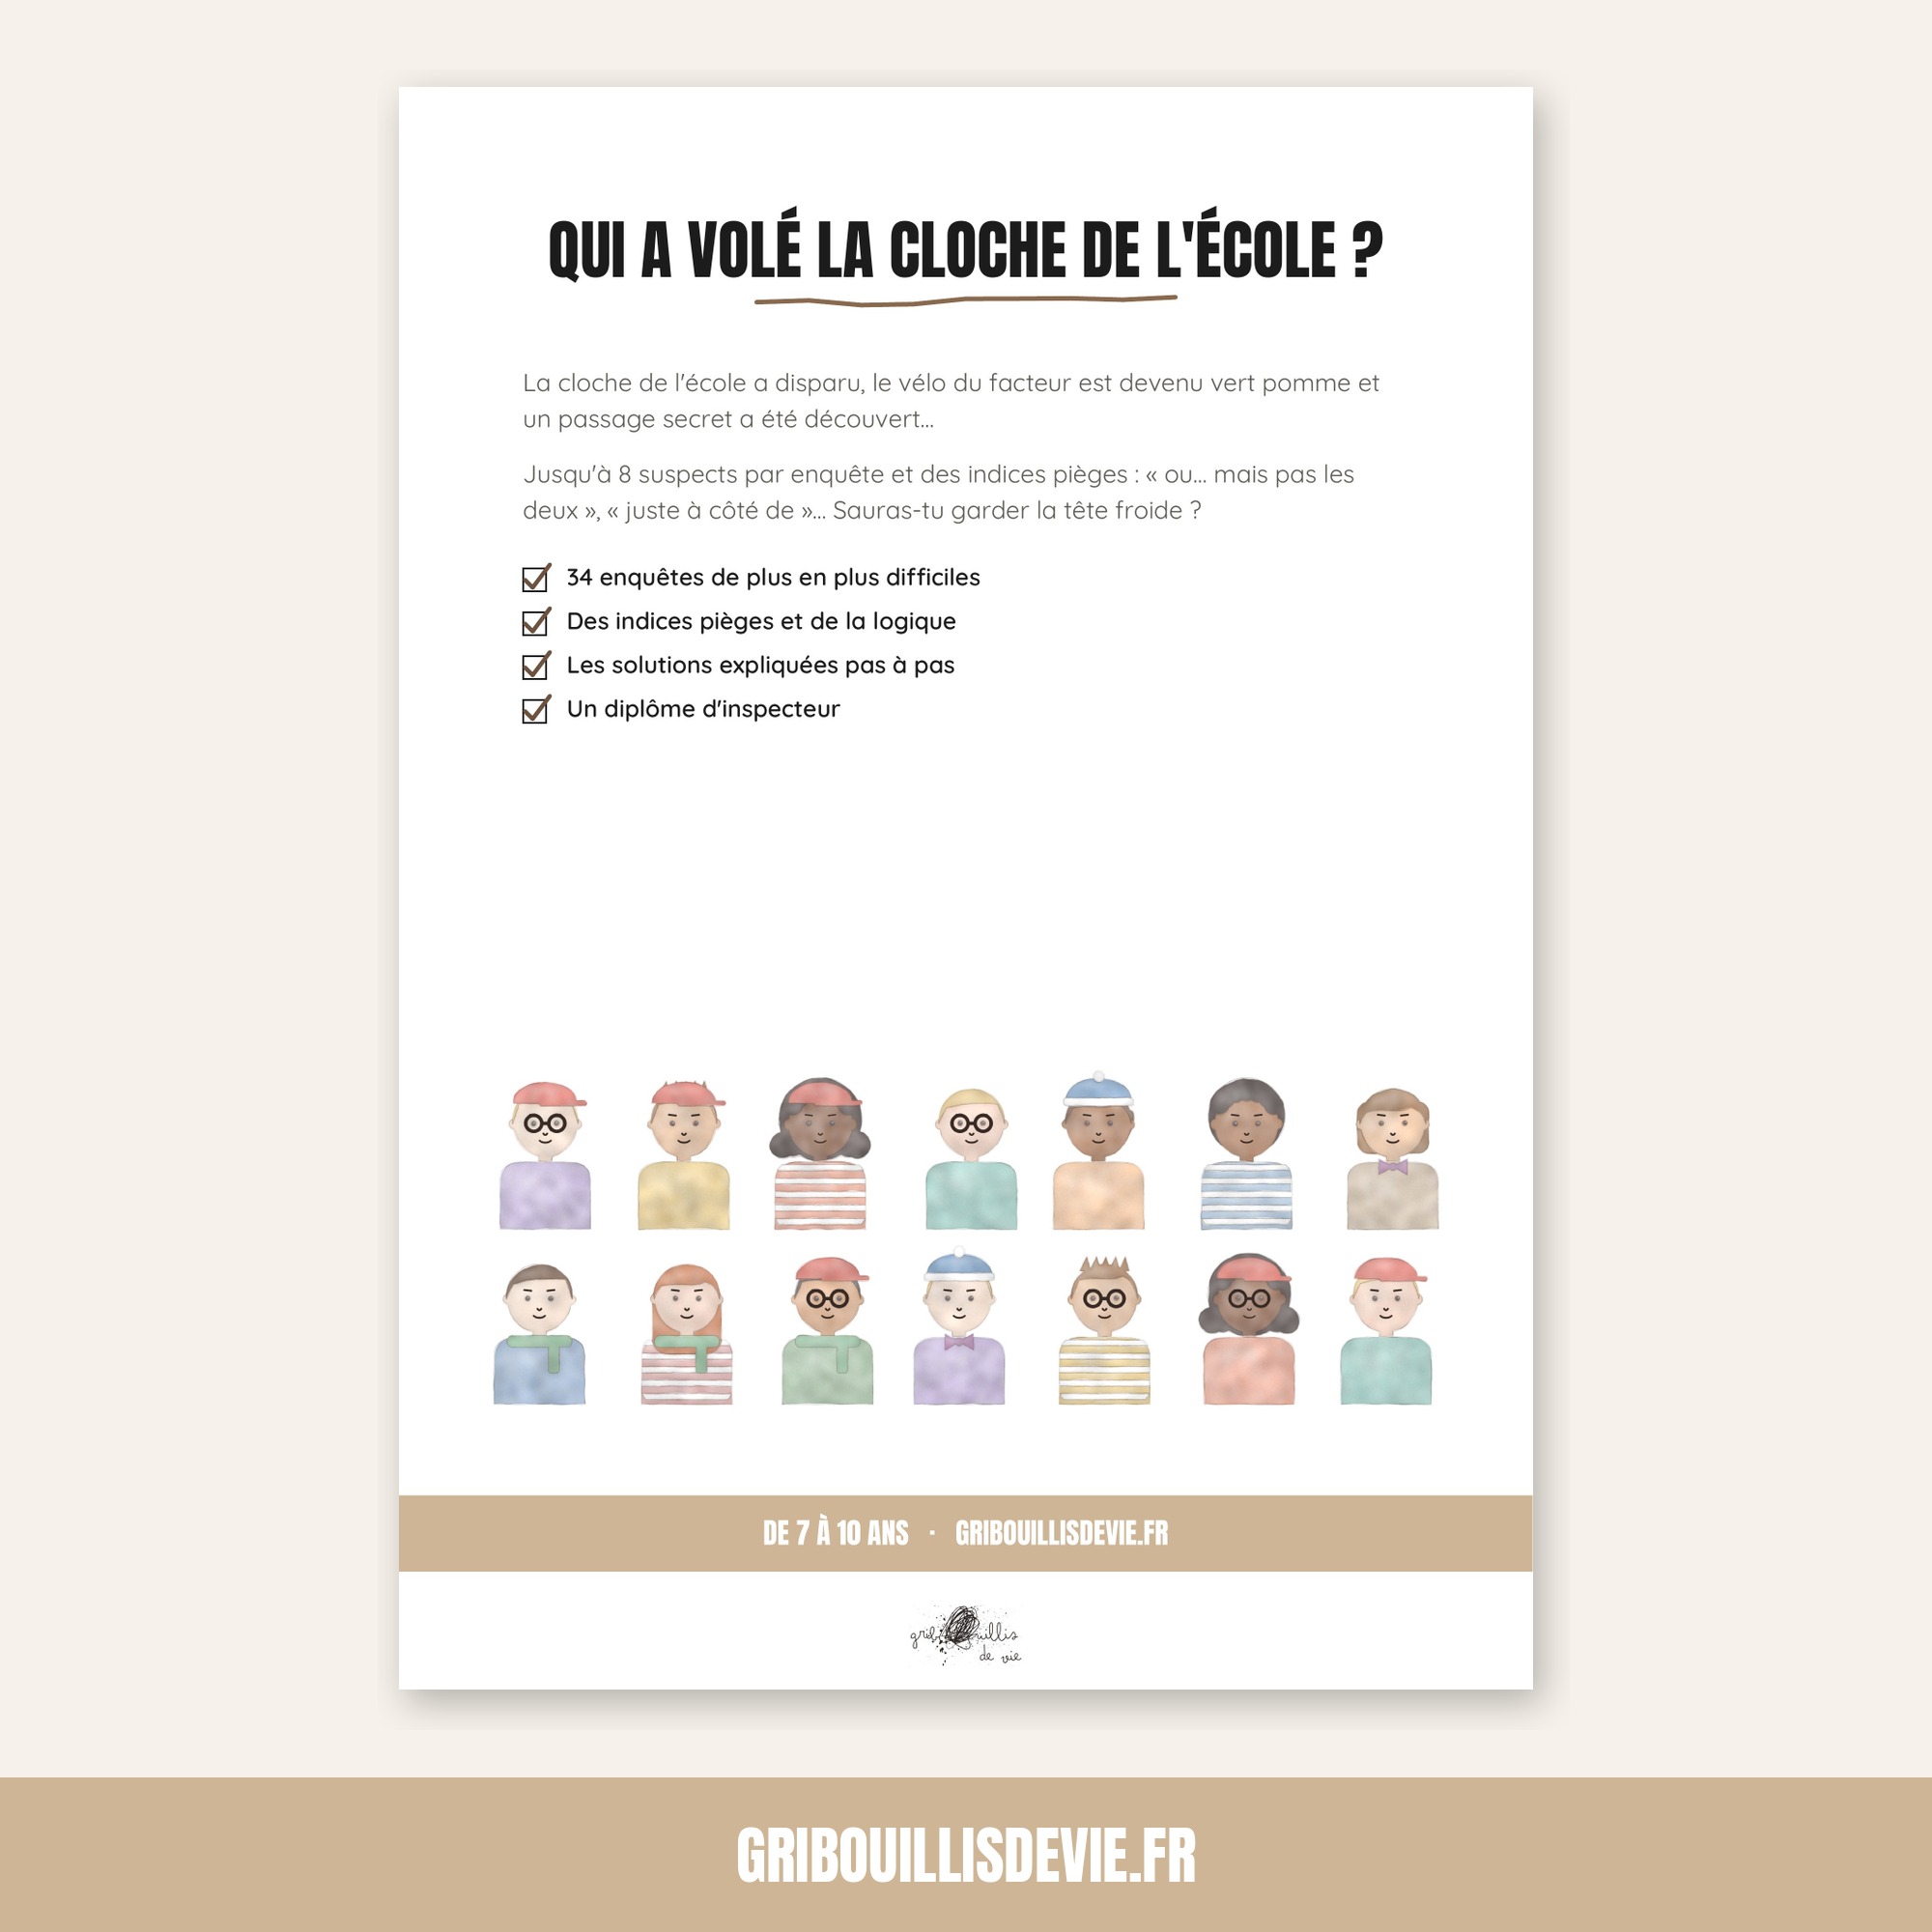 QUI A VOLÉ LA CLOCHE DE L'ÉCOLE ?
La cloche de l'école a disparu, le vélo du facteur est devenu vert pomme et
un passage secret a été découvert...
Jusqu'à 8 suspects par enquête et des indices pièges : « ou... mais pas les
deux », « juste à côté de »... Sauras-tu garder la tête froide ?
34 enquêtes de plus en plus difficiles
Des indices pièges et de la logique
Les solutions expliquées pas à pas
Un diplôme d'inspecteur
DE 7 À 10 ANS · GRIBOUILLISDEVIE.FR
gribouillis
de vie
GRIBOUILLISDEVIE.FR